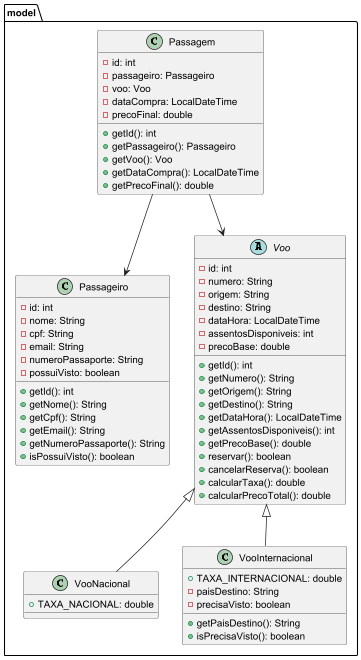 model
C Passagem
id: int
passageiro: Passageiro
voo: Voo
dataCompra: LocalDateTime
precoFinal: double
getId(): int
getPassageiro(): Passageiro
getVoo(): Voo
getDataCompra(): LocalDateTime
getPrecoFinal(): double
C Passageiro
id: int
nome: String
cpf: String
email: String
numeroPassaporte: String
possuiVisto: boolean
getId(): int
getNome(): String
getCpf(): String
getEmail(): String
getNumeroPassaporte(): String
isPossuiVisto(): boolean
A Voo
id: int
numero: String
origem: String
destino: String
dataHora: LocalDateTime
assentosDisponiveis: int
precoBase: double
getId(): int
getNumero(): String
getOrigem(): String
getDestino(): String
getDataHora(): LocalDateTime
getAssentosDisponiveis(): int
getPrecoBase(): double
reservar(): boolean
cancelarReserva(): boolean
calcularTaxa(): double
calcularPrecoTotal(): double
C VooNacional
TAXA_NACIONAL: double
C VooInternacional
TAXA_INTERNACIONAL: double
paisDestino: String
precisaVisto: boolean
getPaisDestino(): String
isPrecisaVisto(): boolean